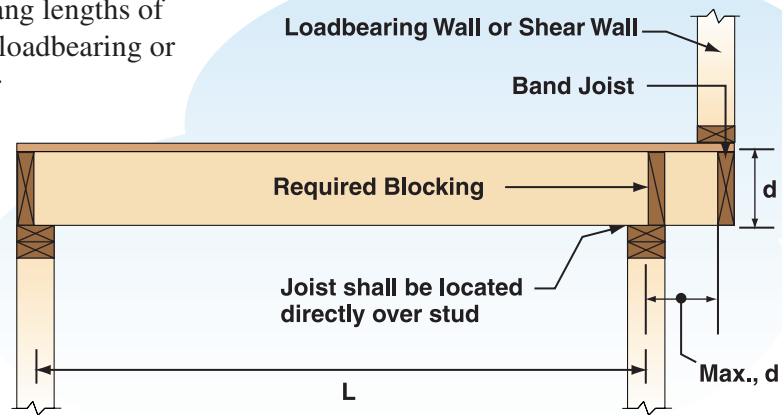 ang lengths of
loadbearing or
Loadbearing Wall or Shear Wall
Band Joist
Required Blocking
d
Joist shall be located
directly over stud
Max., d
L